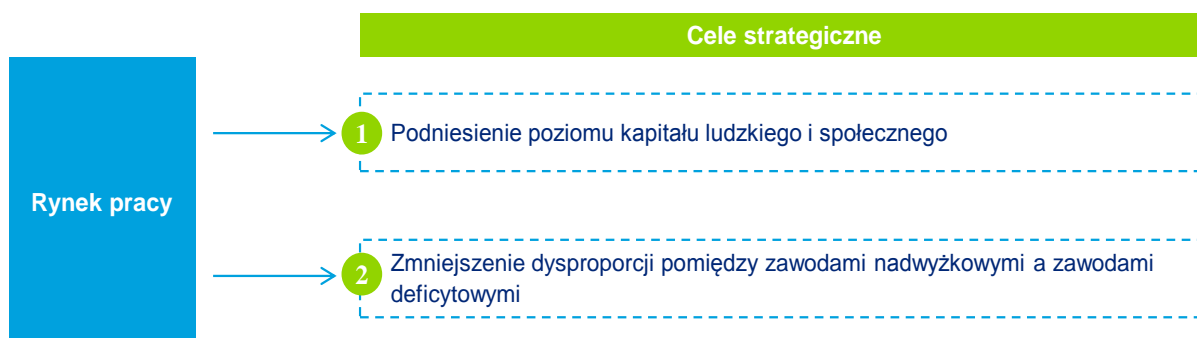 Cele strategiczne
Rynek pracy
1 Podniesienie poziomu kapitału ludzkiego i społecznego
2 Zmniejszenie dysproporcji pomiędzy zawodami nadwyżkowymi a zawodami
deficytowymi